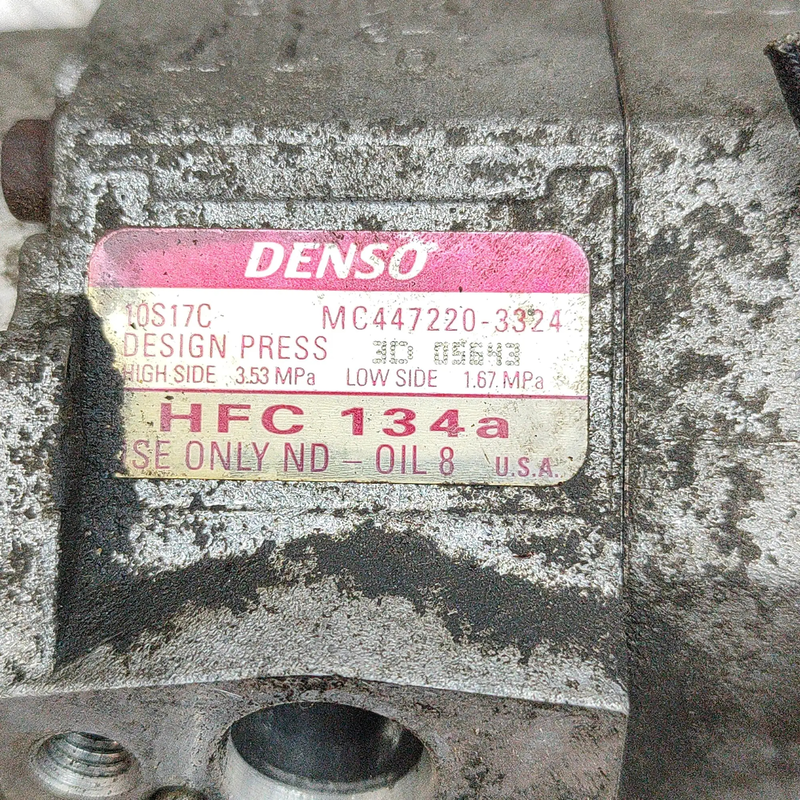 DENSO
10S17C MC447220-3324
DESIGN PRESS
HIGH SIDE 3.53 MPa LOW SIDE 1.67 MPa
HFC 134a
USE ONLY ND-OIL 8 U.S.A.